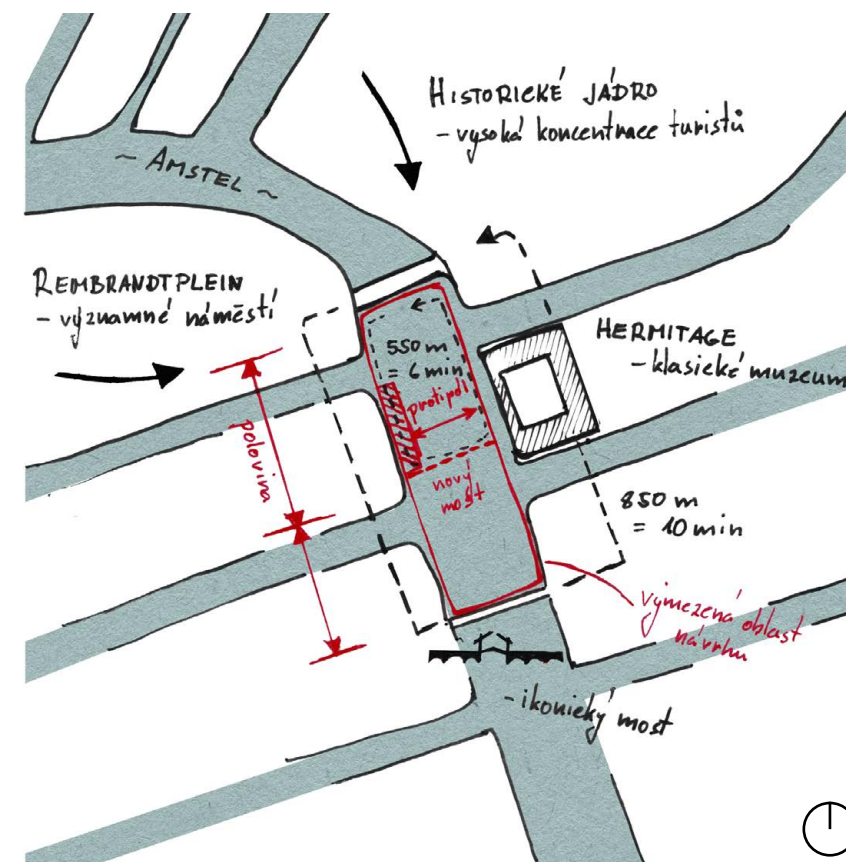 HISTORICKÉ JÁDRO
- vysoká koncentrace turistů
~ AMSTEL ~
REMBRANDTPLEIN
- významné náměstí
550 m
= 6 min
protipól
HERMITAGE
- klasické muzeum
polovina
nový
most
850 m
= 10 min
vymezená oblast
návrhu
- ikonický most